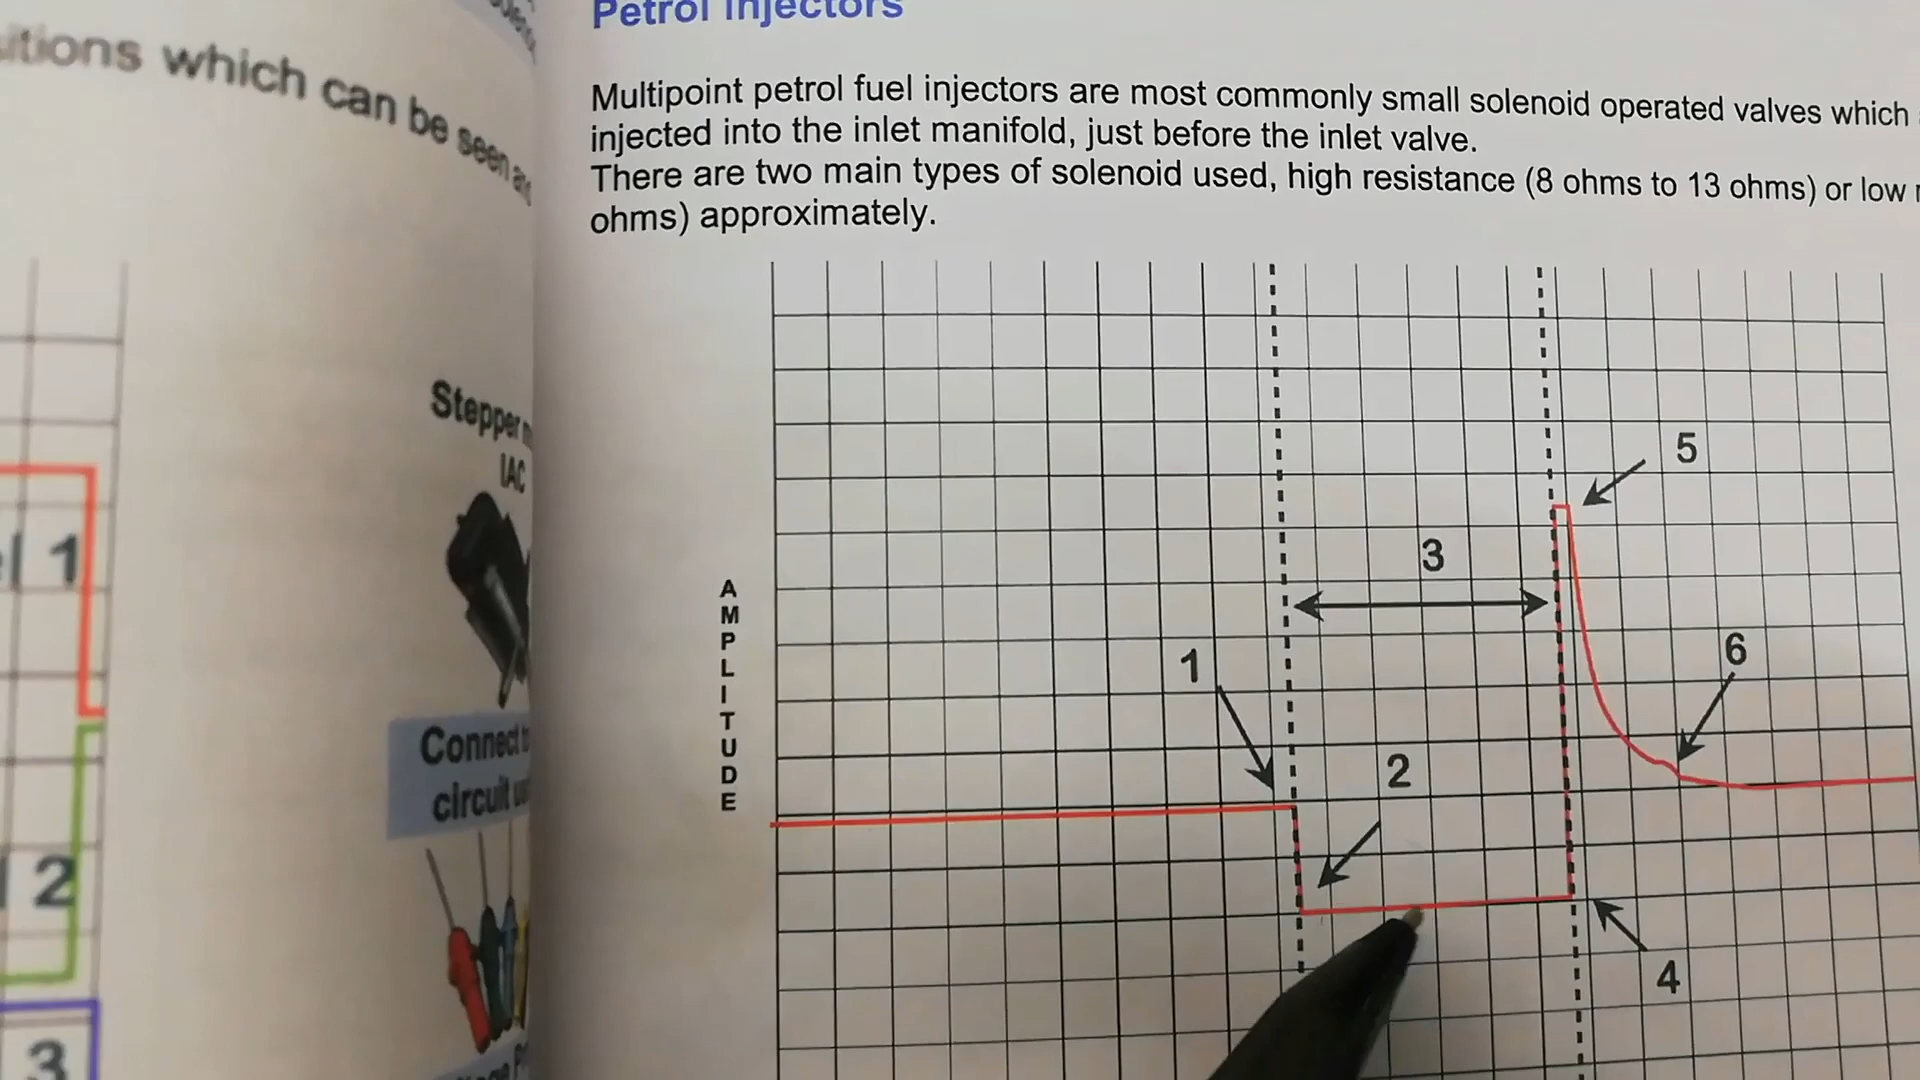 which can be seen
Stepper
IAC
1
2
3
Connect
circuit
Petrol Injectors
Multipoint petrol fuel injectors are most commonly small solenoid operated valves which
injected into the inlet manifold, just before the inlet valve.
There are two main types of solenoid used, high resistance (8 ohms to 13 ohms) or low
ohms) approximately.
AMPLITUDE
5
3
1
6
2
4